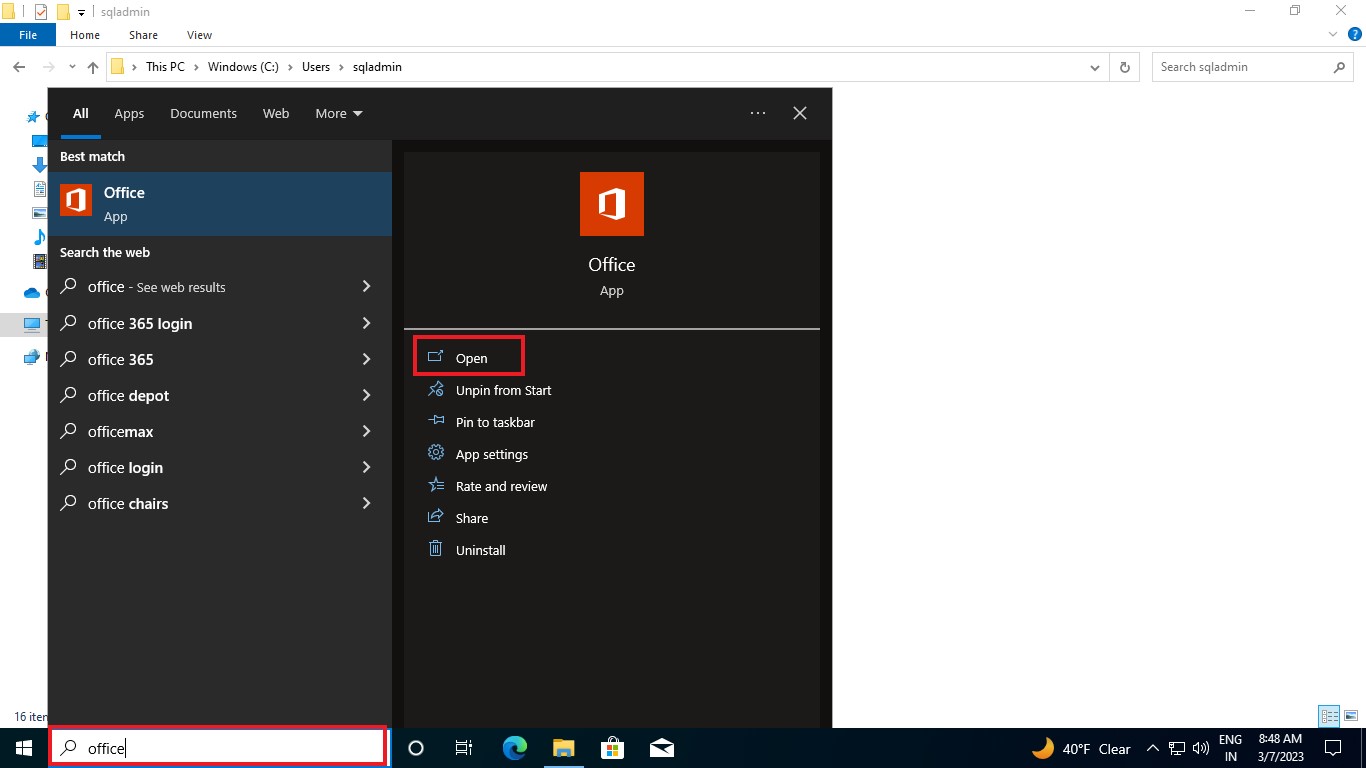 sqladmin
File Home Share View
This PC Windows (C:) Users sqladmin
Search sqladmin
All Apps Documents Web More
Best match
Office
App
Search the web
office - See web results
office 365 login
office 365
office depot
officemax
office login
office chairs
Office
App
Open
Unpin from Start
Pin to taskbar
App settings
Rate and review
Share
Uninstall
16 iten
office
40°F Clear
ENG
IN
8:48 AM
3/7/2023